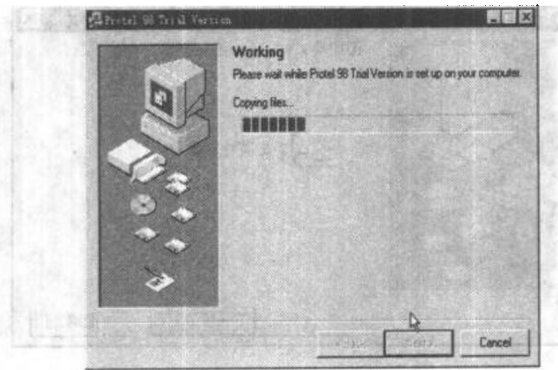 Protel 98 Trial Version
Working
Please wait while Protel 98 Trial Version is set up on your computer.
Copying files...
Cancel